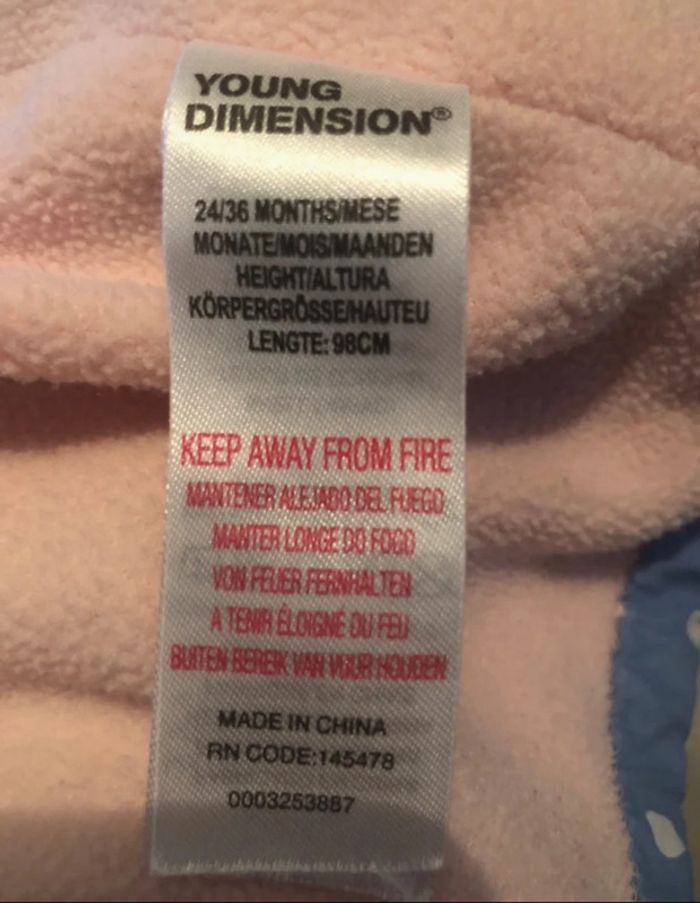 YOUNG
DIMENSION®
24/36 MONTHS/MESE
MONATE/MOIS/MAANDEN
HEIGHT/ALTURA
KÖRPERGRÖSSE/HAUTEU
LENGTE: 98CM
KEEP AWAY FROM FIRE
MANTENER ALEJADO DEL FUEGO
MANTER LONGE DO FOGO
VON FEUER FERNHALTEN
A TENIR ÉLOIGNÉ DU FEU
BUITEN BEREIK VAN VUUR HOUDEN
MADE IN CHINA
RN CODE:145478
0003253887